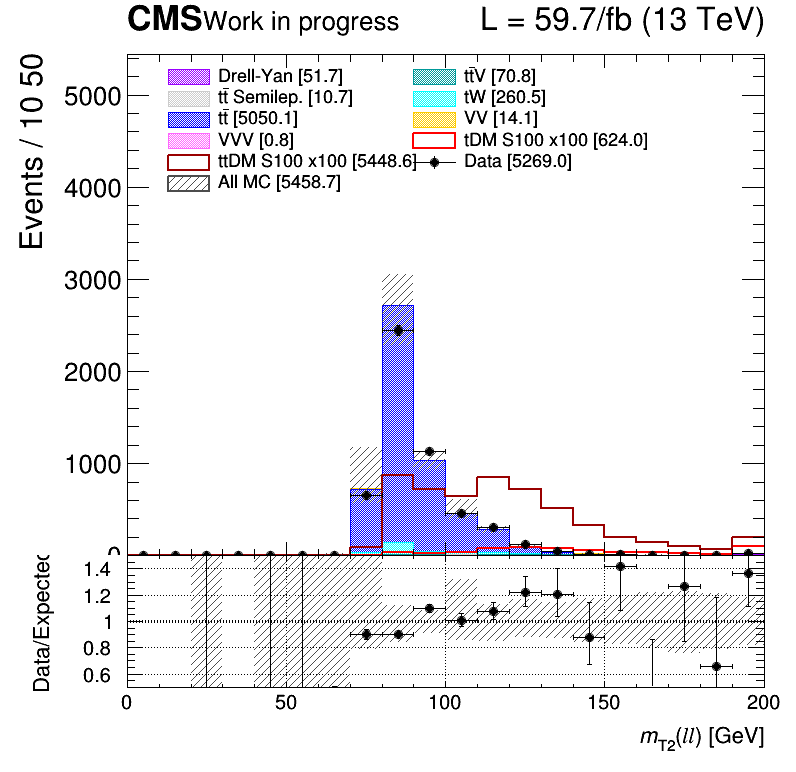 CMS Work in progress L = 59.7/fb (13 TeV)
Events / 10 50
5000
4000
3000
2000
1000
0
Drell-Yan [51.7]
tt̄V [70.8]
tt̄ Semilep. [10.7]
tW [260.5]
tt̄ [5050.1]
VV [14.1]
VVV [0.8]
tDM S100 x100 [624.0]
ttDM S100 x100 [5448.6]
Data [5269.0]
All MC [5458.7]
Data/Expected
1.4
1.2
1
0.8
0.6
0 50 100 150 200
m_T2(ll) [GeV]